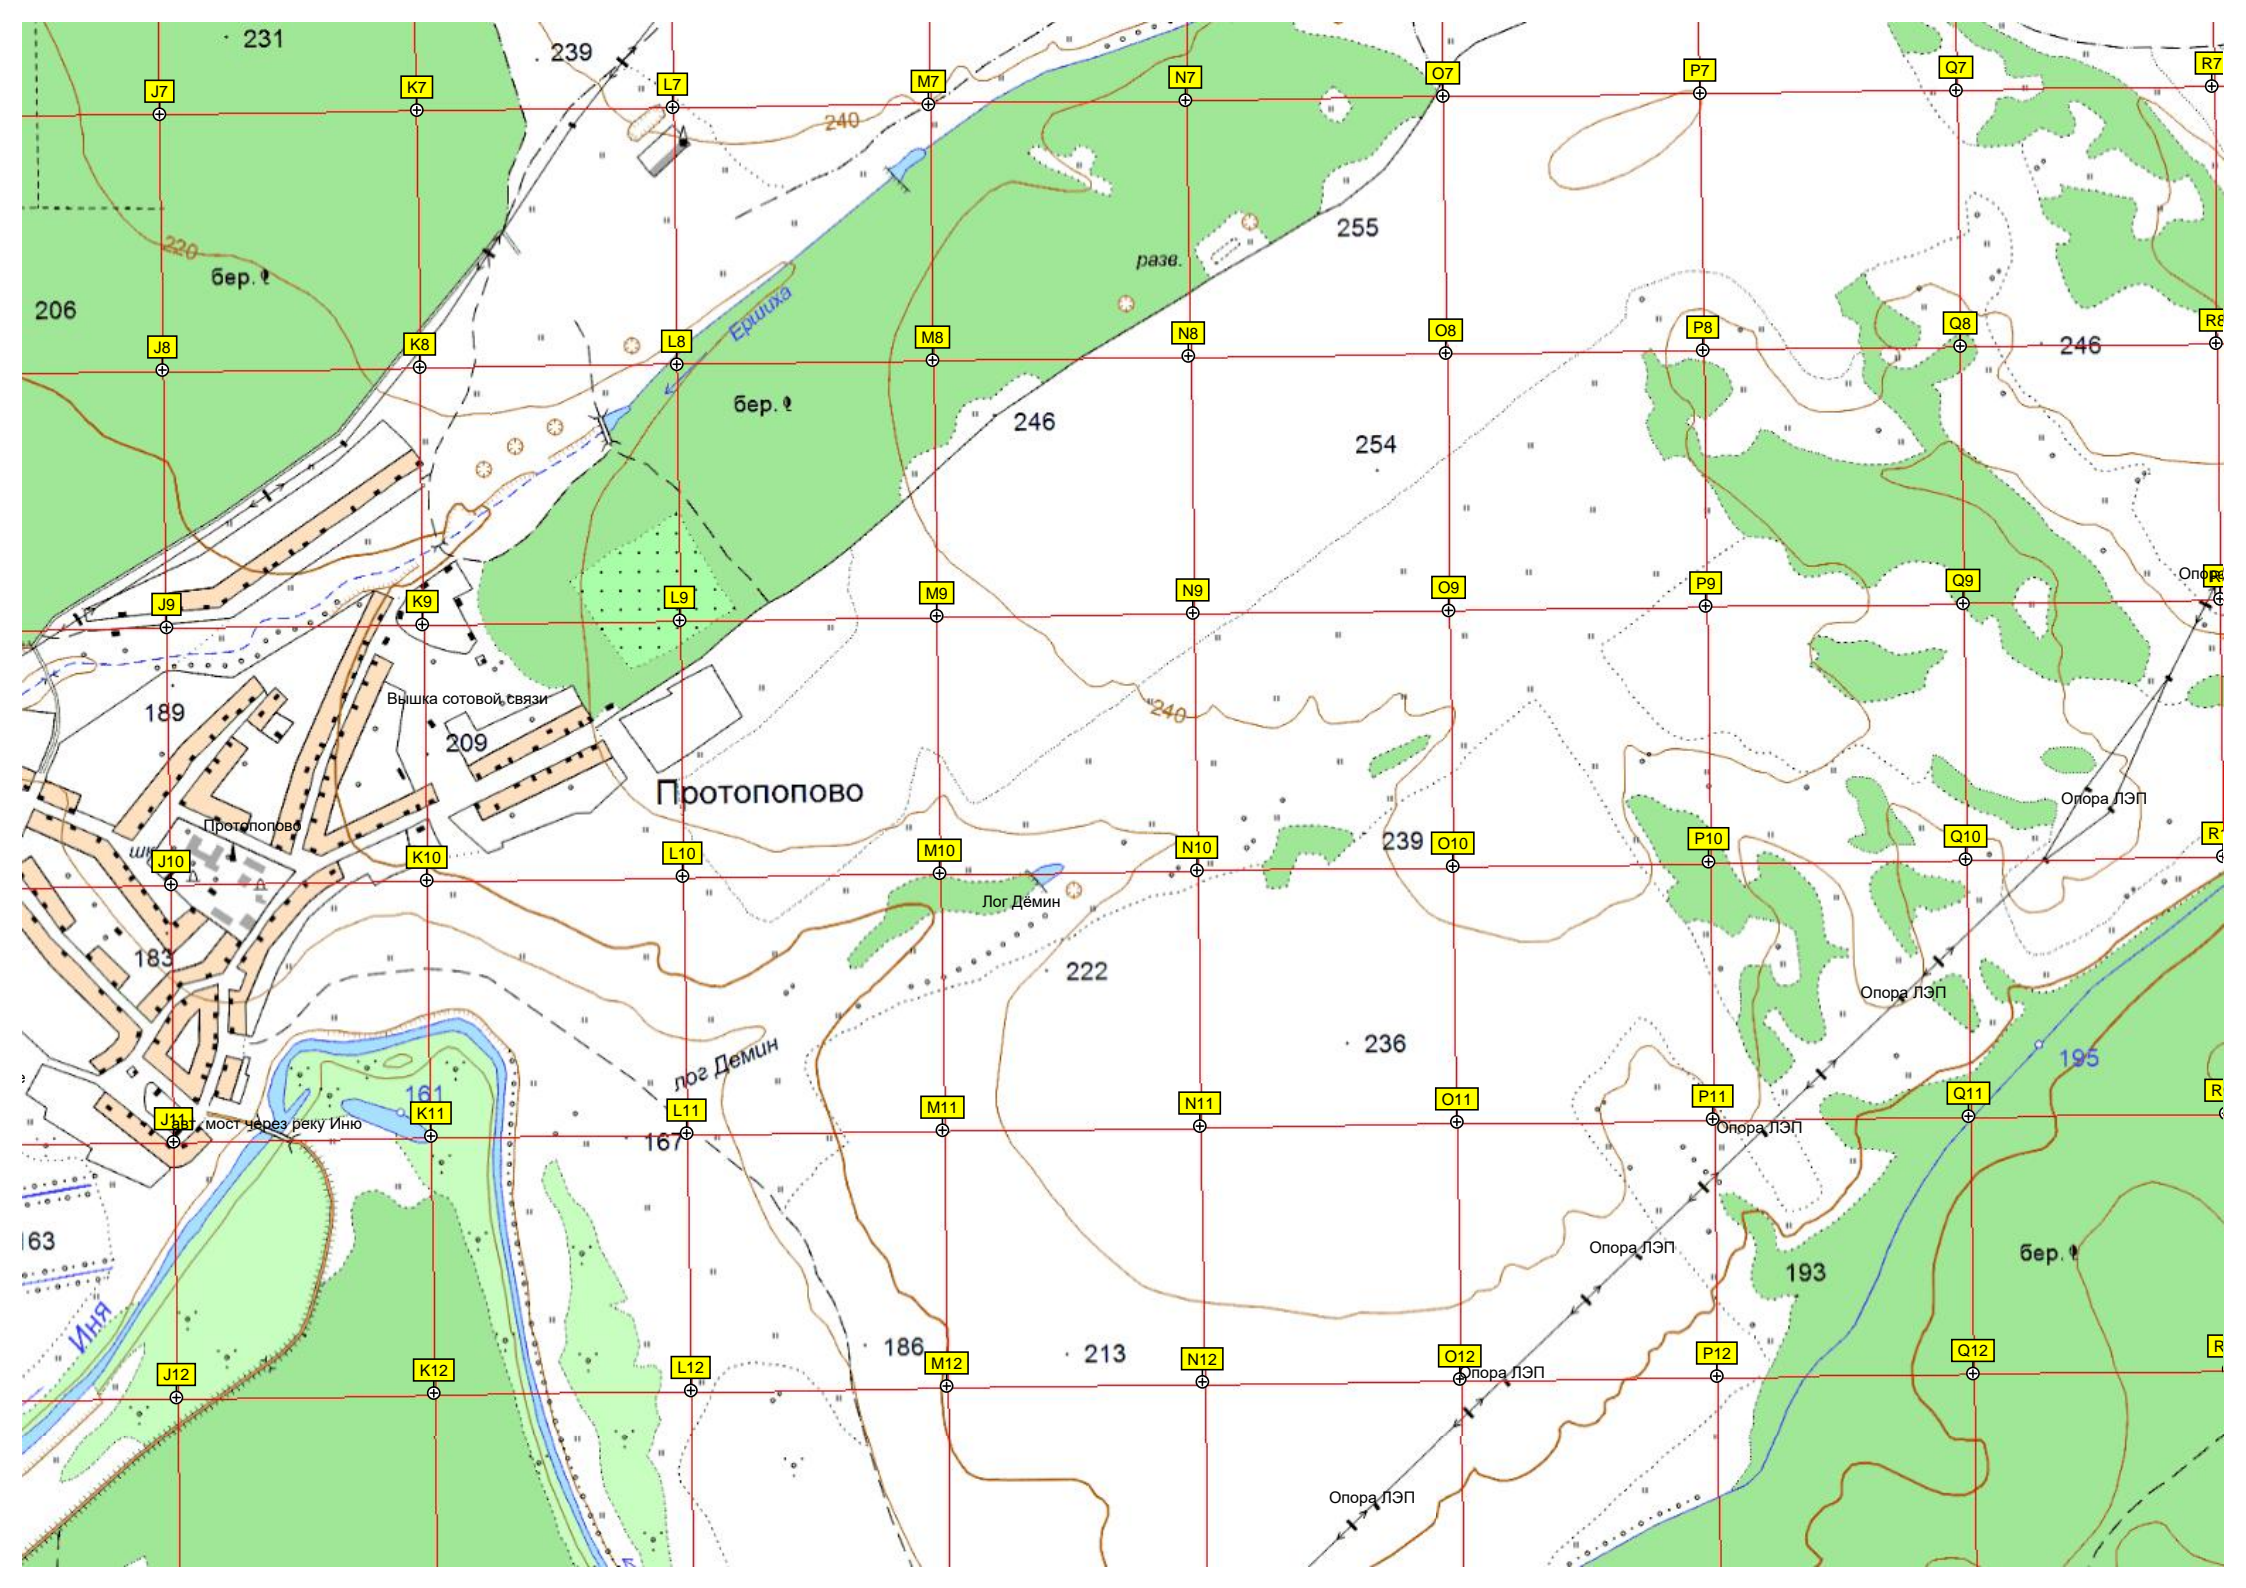 231
239
L7
M7
N7
O7
P7
Q7
R7
J7
K7
240
220
бер.
206
255
разв.
Ершиха
J8
K8
L8
M8
N8
O8
P8
Q8
R8
246
бер.
246
254
J9
K9
L9
M9
N9
O9
P9
Q9
189
Вышка сотовой связи
209
240
Протопопово
Опора ЛЭП
Протопопово
J10
K10
L10
M10
N10
239
O10
P10
Q10
Лог Дёмин
183
222
Опора ЛЭП
лог Демин
236
195
161
J11
K11
L11
M11
N11
O11
P11
Q11
авт. мост через реку Иню
167
Опора ЛЭП
163
Опора ЛЭП
бер.
193
Иня
186
213
J12
K12
L12
M12
N12
O12
P12
Q12
Опора ЛЭП
Опора ЛЭП